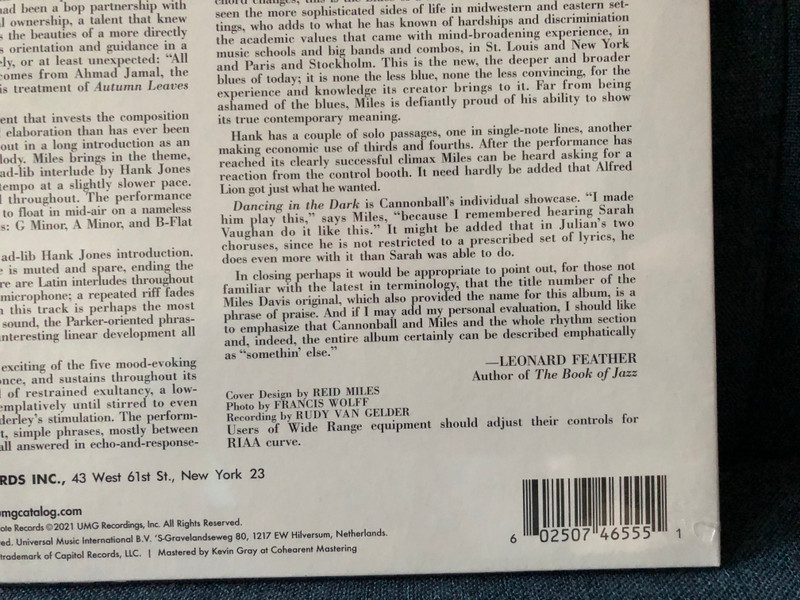 had been a bop partnership with
l ownership, a talent that knew
s the beauties of a more directly
s orientation and guidance in a
ly, or at least unexpected: “All
comes from Ahmad Jamal, the
is treatment of Autumn Leaves
ent that invests the composition
elaboration than has ever been
out in a long introduction as an
lody. Miles brings in the theme,
ad-lib interlude by Hank Jones
tempo at a slightly slower pace.
l throughout. The performance
to float in mid-air on a nameless
s: G Minor, A Minor, and B-Flat
ad-lib Hank Jones introduction.
e is muted and spare, ending the
re are Latin interludes throughout
microphone; a repeated riff fades
n this track is perhaps the most
sound, the Parker-oriented phras-
interesting linear development all
exciting of the five mood-evoking
once, and sustains throughout its
l of restrained exultancy, a low-
emplatively until stirred to even
derley’s stimulation. The perform-
t, simple phrases, mostly between
all answered in echo-and-response-
seen the more sophisticated sides of life in midwestern and eastern set-
tings, who adds to what he has known of hardships and discrimination
the academic values that came with mind-broadening experience, in
music schools and big bands and combos, in St. Louis and New York
and Paris and Stockholm. This is the new, the deeper and broader
blues of today; it is none the less blue, none the less convincing, for the
experience and knowledge its creator brings to it. Far from being
ashamed of the blues, Miles is defiantly proud of his ability to show
its true contemporary meaning.
Hank has a couple of solo passages, one in single-note lines, another
making economic use of thirds and fourths. After the performance has
reached its clearly successful climax Miles can be heard asking for a
reaction from the control booth. It need hardly be added that Alfred
Lion got just what he wanted.
Dancing in the Dark is Cannonball’s individual showcase. “I made
him play this,” says Miles, “because I remembered hearing Sarah
Vaughan do it like this.” It might be added that in Julian’s two
choruses, since he is not restricted to a prescribed set of lyrics, he
does even more with it than Sarah was able to do.
In closing perhaps it would be appropriate to point out, for those not
familiar with the latest in terminology, that the title number of the
Miles Davis original, which also provided the name for this album, is a
phrase of praise. And if I may add my personal evaluation, I should like
to emphasize that Cannonball and Miles and the whole rhythm section
and, indeed, the entire album certainly can be described emphatically
as “somethin’ else.”
—LEONARD FEATHER
Author of The Book of Jazz
Cover Design by REID MILES
Photo by FRANCIS WOLFF
Recording by RUDY VAN GELDER
Users of Wide Range equipment should adjust their controls for
RIAA curve.
RDS INC., 43 West 61st St., New York 23
umgcatalog.com
ote Records ©2021 UMG Recordings, Inc. All Rights Reserved.
ed. Universal Music International B.V. ‘S-Gravelandseweg 80, 1217 EW Hilversum, Netherlands.
trademark of Capitol Records, LLC. | Mastered by Kevin Gray at Cohearent Mastering
6 02507 46555 1